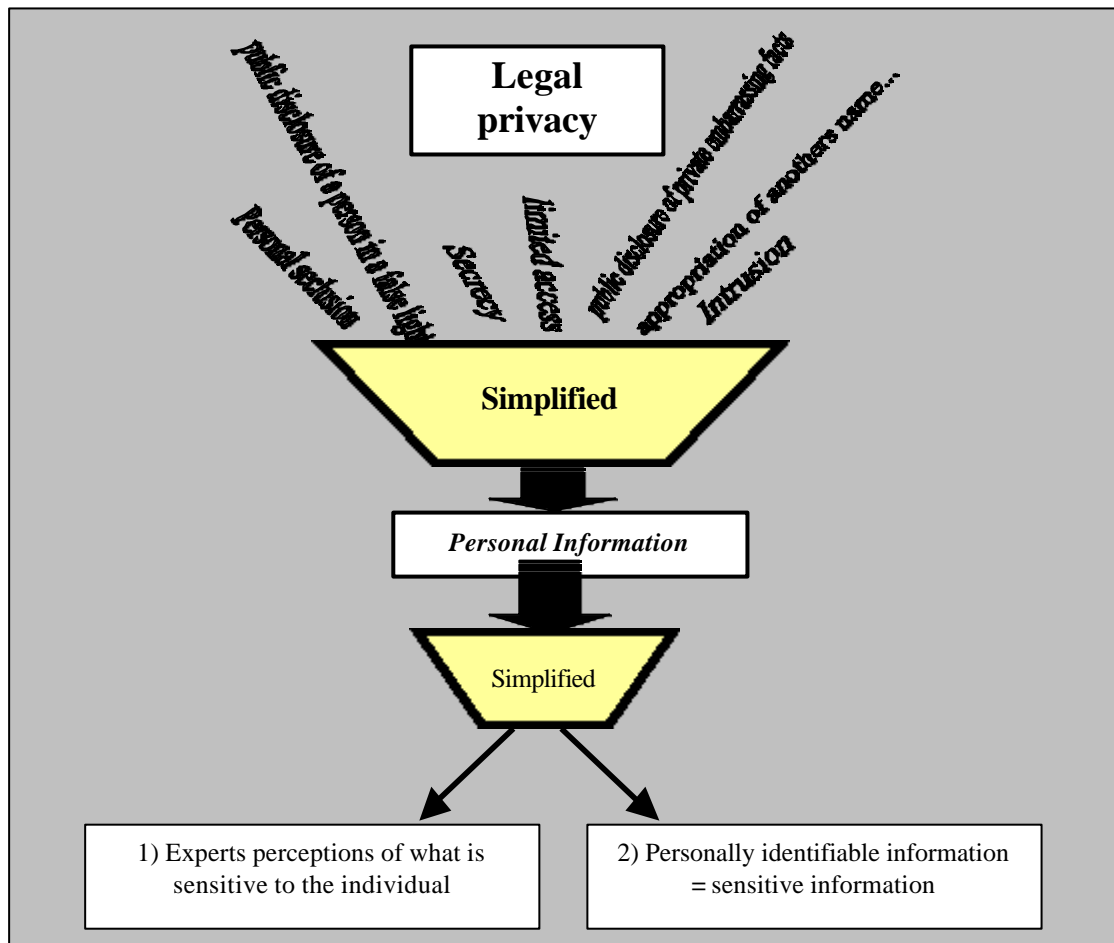 Legal
privacy
Personal seclusion
public disclosure of a person in a false light
Secrecy
limited access
public disclosure of private embarrassing facts
appropriation of anothers name...
Intrusion
Simplified
Personal Information
Simplified
1) Experts perceptions of what is
sensitive to the individual
2) Personally identifiable information
= sensitive information